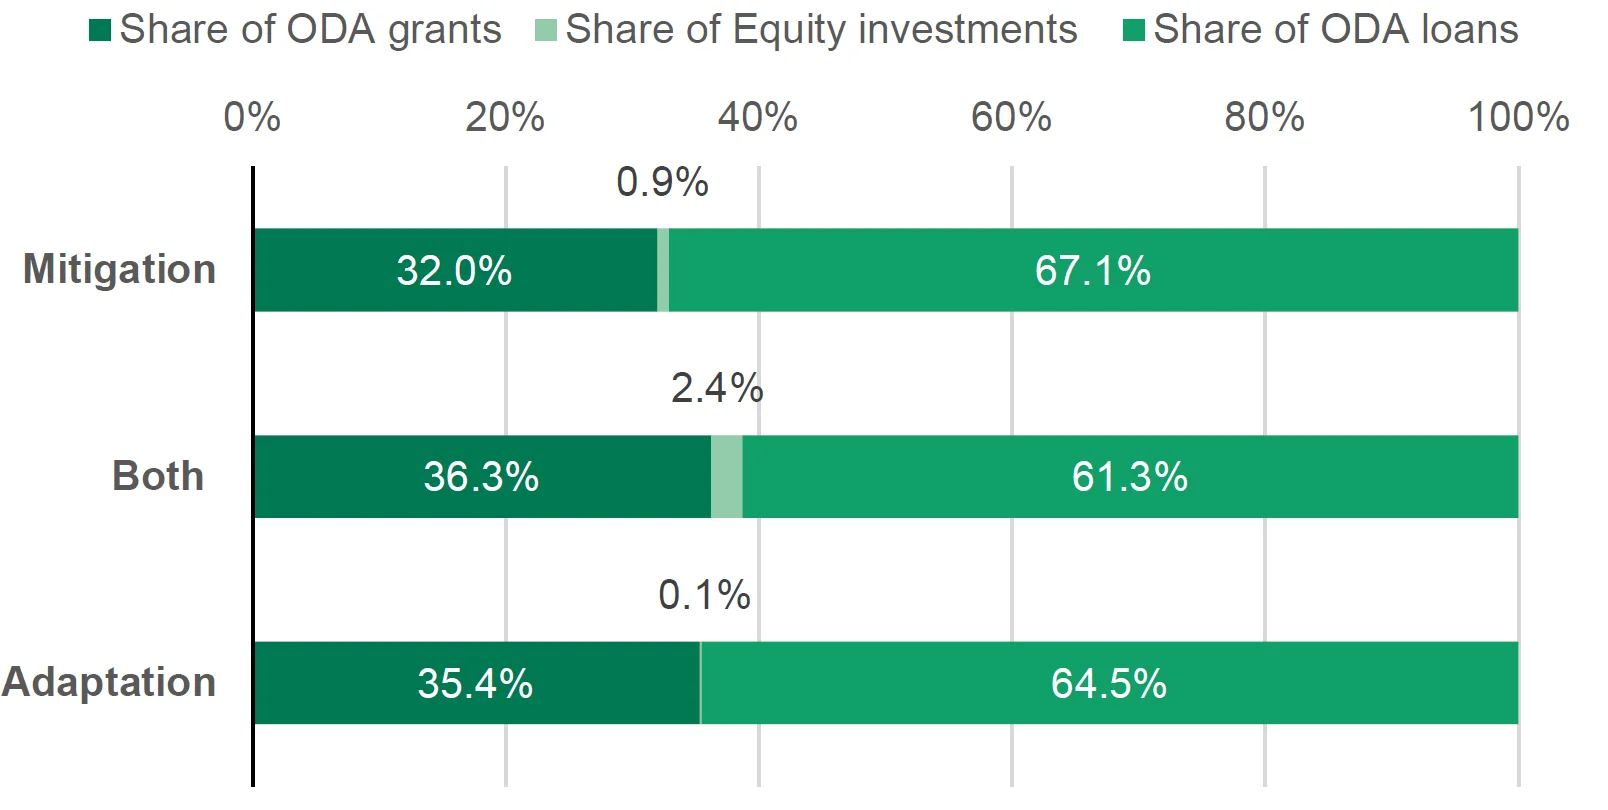 Share of ODA grants Share of Equity investments Share of ODA loans
0% 20% 40% 60% 80% 100%
0.9%
Mitigation 32.0% 67.1%
2.4%
Both 36.3% 61.3%
0.1%
Adaptation 35.4% 64.5%